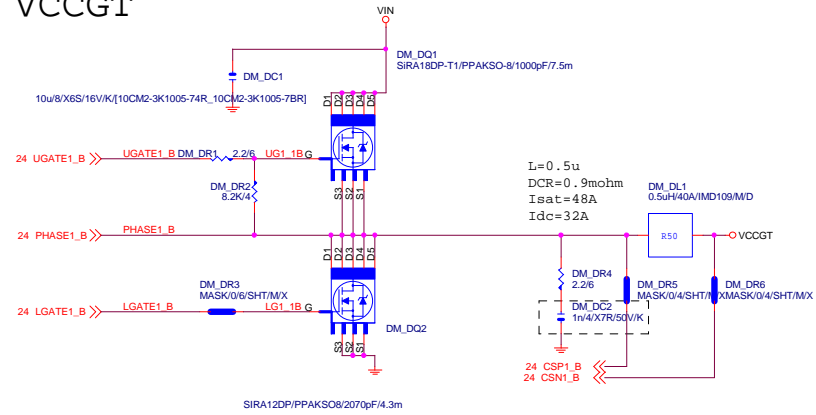 VCCGT
VIN
DM_DC1
10u/8/X6S/16V/K/[10CM2-3K1005-74R_10CM2-3K1005-7BR]
DM_DQ1
SiRA18DP-T1/PPAKSO-8/1000pF/7.5m
D1 D2 D3 D4 D5
24 UGATE1_B UGATE1_B DM_DR1 2.2/6 UG1_1B G
DM_DR2
8.2K/4
S3 S2 S1
L=0.5u
DCR=0.9mohm
Isat=48A
Idc=32A
DM_DL1
0.5uH/40A/IMD109/M/D
24 PHASE1_B PHASE1_B
R50
VCCGT
D1 D2 D3 D4 D5
DM_DR3
MASK/0/6/SHT/M/X
24 LGATE1_B LGATE1_B LG1_1B G
DM_DQ2
S3 S2 S1
DM_DR4
2.2/6
DM_DC2
1n/4/X7R/50V/K
DM_DR5
MASK/0/4/SHT/M/X
DM_DR6
MASK/0/4/SHT/M/X
24 CSP1_B
24 CSN1_B
SIRA12DP/PPAKSO8/2070pF/4.3m